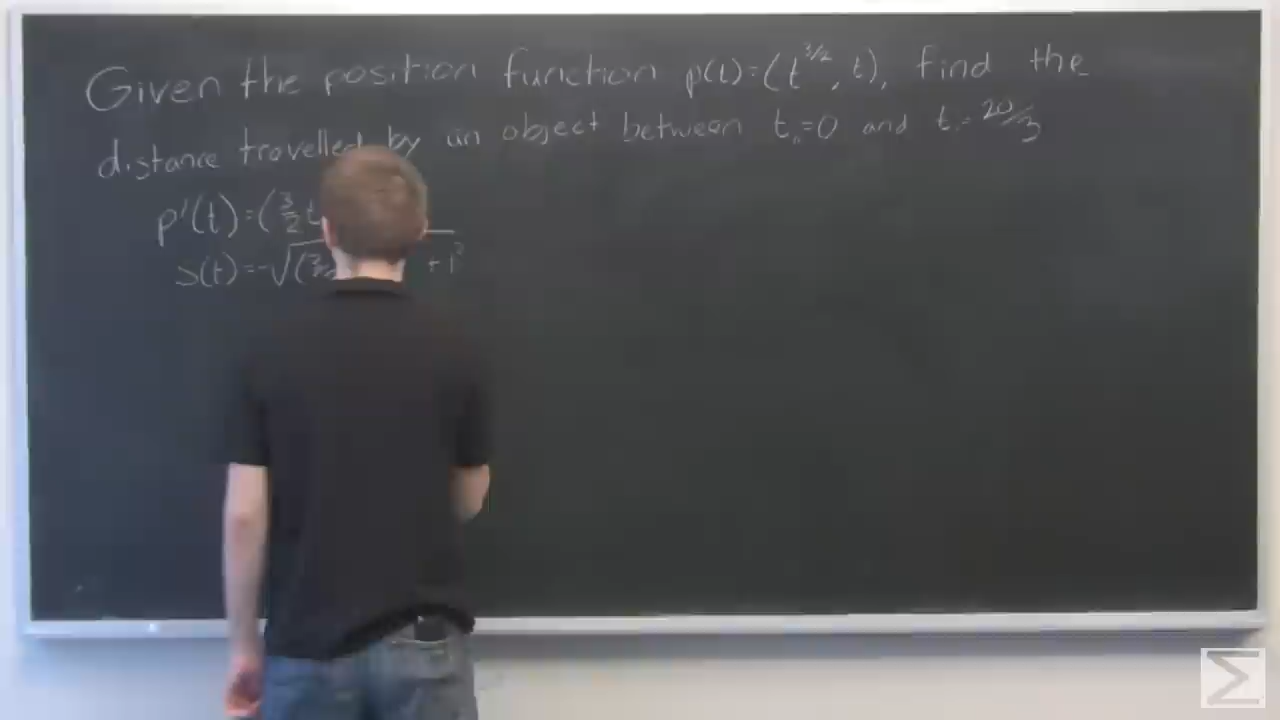 Given the position function p(t)=(t^{3/2}, t), find the
distance travelled by an object between t₀=0 and t₁=20/3
p'(t)=(3/2 t
s(t)=√(3/2 +1²
Σ